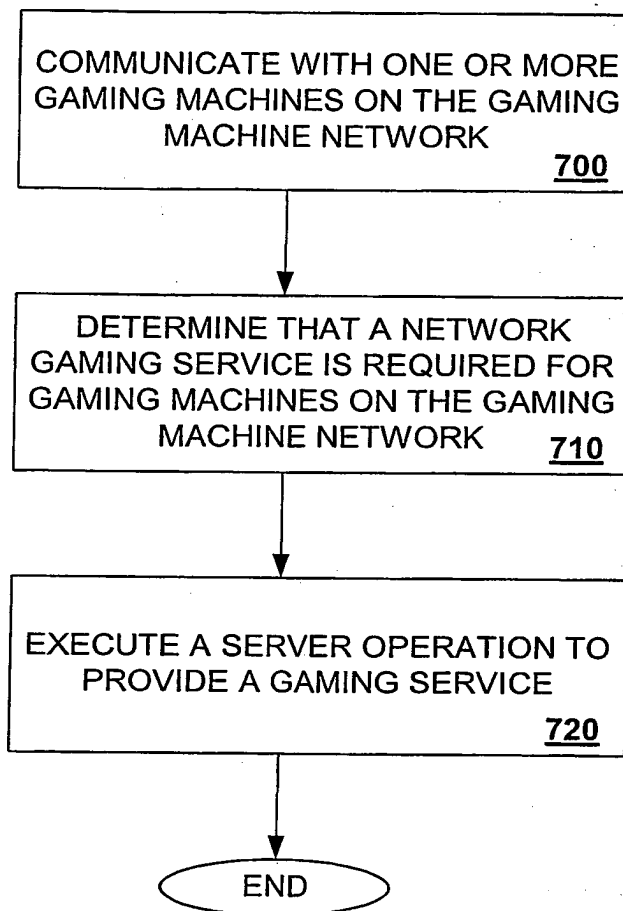 COMMUNICATE WITH ONE OR MORE
GAMING MACHINES ON THE GAMING
MACHINE NETWORK
700
DETERMINE THAT A NETWORK
GAMING SERVICE IS REQUIRED FOR
GAMING MACHINES ON THE GAMING
MACHINE NETWORK
710
EXECUTE A SERVER OPERATION TO
PROVIDE A GAMING SERVICE
720
END